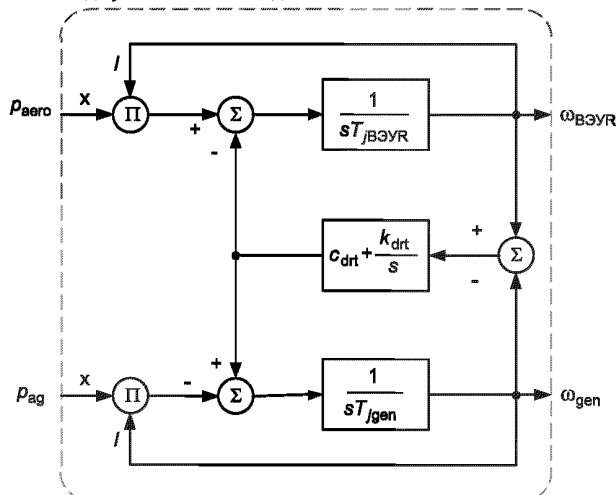 I
p_aero x Π + Σ 1 ω_ВЭУR
- sT_jВЭУR
c_drt + k_drt + Σ
s -
p_ag x Π - + Σ 1 ω_gen
I sT_jgen